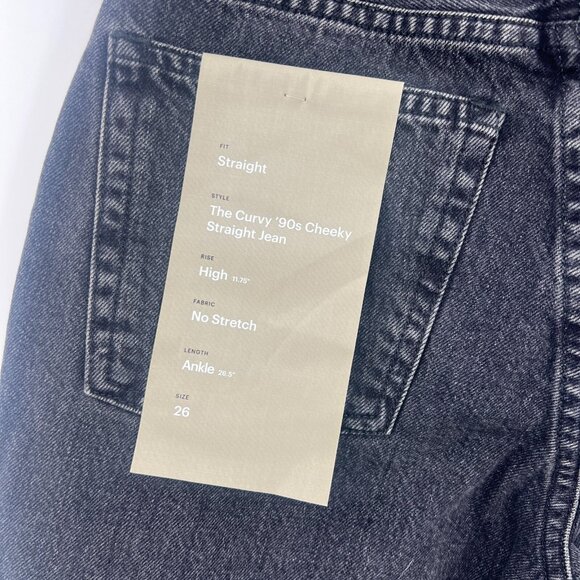 FIT
Straight
STYLE
The Curvy '90s Cheeky
Straight Jean
RISE
High 11.75"
FABRIC
No Stretch
LENGTH
Ankle 26.5"
SIZE
26